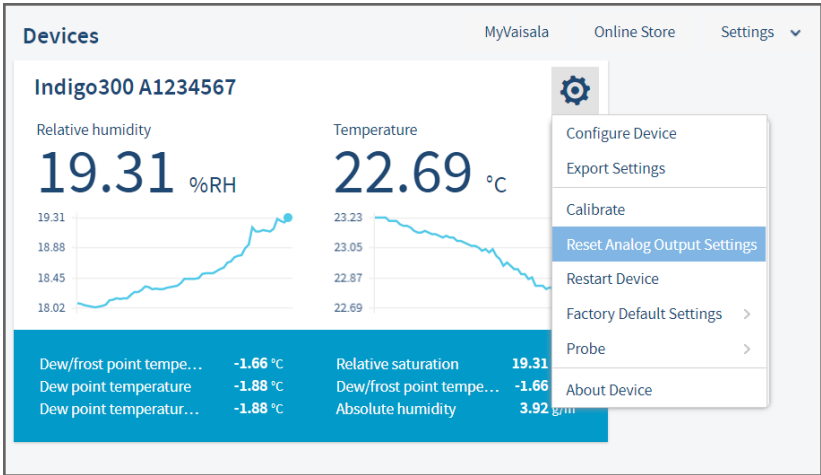 Devices
MyVaisala
Online Store
Settings
Indigo300 A1234567
Relative humidity
19.31 %RH
19.31
18.88
18.45
18.02
Temperature
22.69 °C
23.23
23.05
22.87
22.69
Configure Device
Export Settings
Calibrate
Reset Analog Output Settings
Restart Device
Factory Default Settings
Probe
About Device
Dew/frost point tempe... -1.66 °C
Dew point temperature -1.88 °C
Dew point temperatur... -1.88 °C
Relative saturation 19.31
Dew/frost point tempe... -1.66
Absolute humidity 3.92